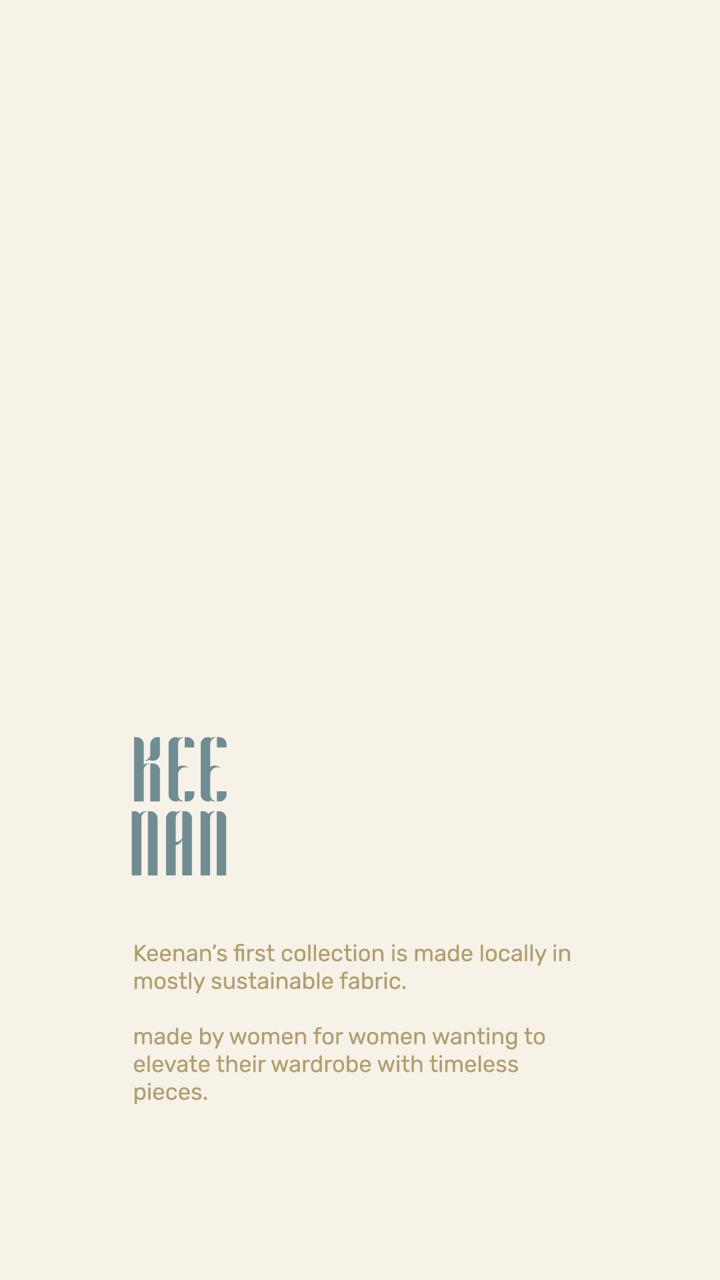 KEE
NAN
Keenan’s first collection is made locally in
mostly sustainable fabric.
made by women for women wanting to
elevate their wardrobe with timeless
pieces.